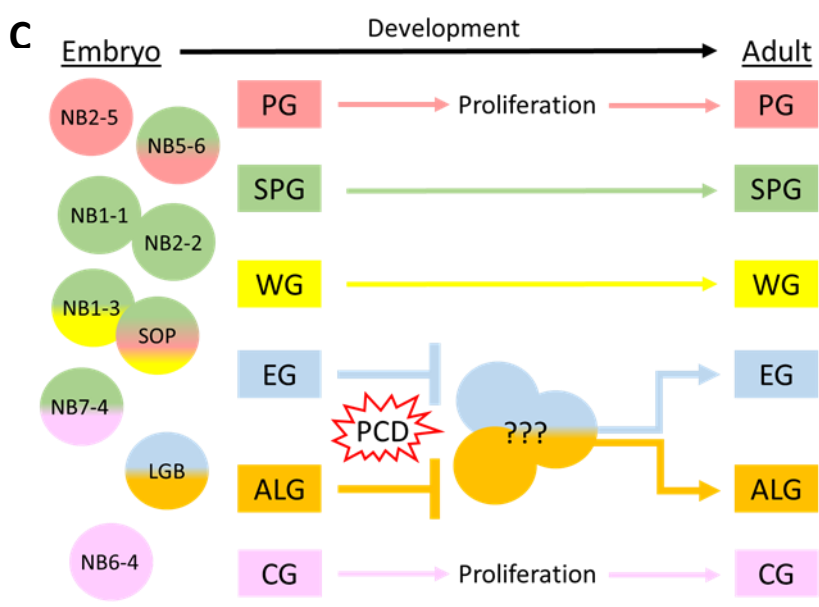 C
Development
Embryo
Adult
NB2-5
NB5-6
NB1-1
NB2-2
NB1-3
SOP
NB7-4
LGB
NB6-4
PG
Proliferation
PG
SPG
SPG
WG
WG
EG
EG
PCD
???
ALG
ALG
CG
Proliferation
CG